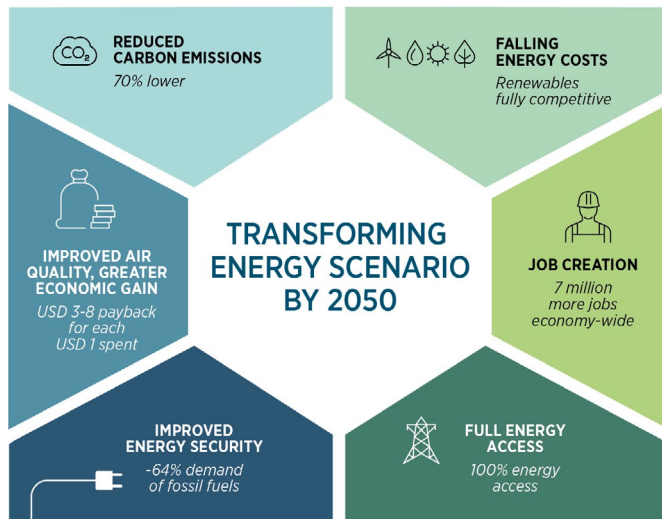 CO₂
REDUCED
CARBON EMISSIONS
70% lower
FALLING
ENERGY COSTS
Renewables
fully competitive
IMPROVED AIR
QUALITY, GREATER
ECONOMIC GAIN
USD 3-8 payback
for each
USD 1 spent
TRANSFORMING
ENERGY SCENARIO
BY 2050
JOB CREATION
7 million
more jobs
economy-wide
IMPROVED
ENERGY SECURITY
-64% demand
of fossil fuels
FULL ENERGY
ACCESS
100% energy
access